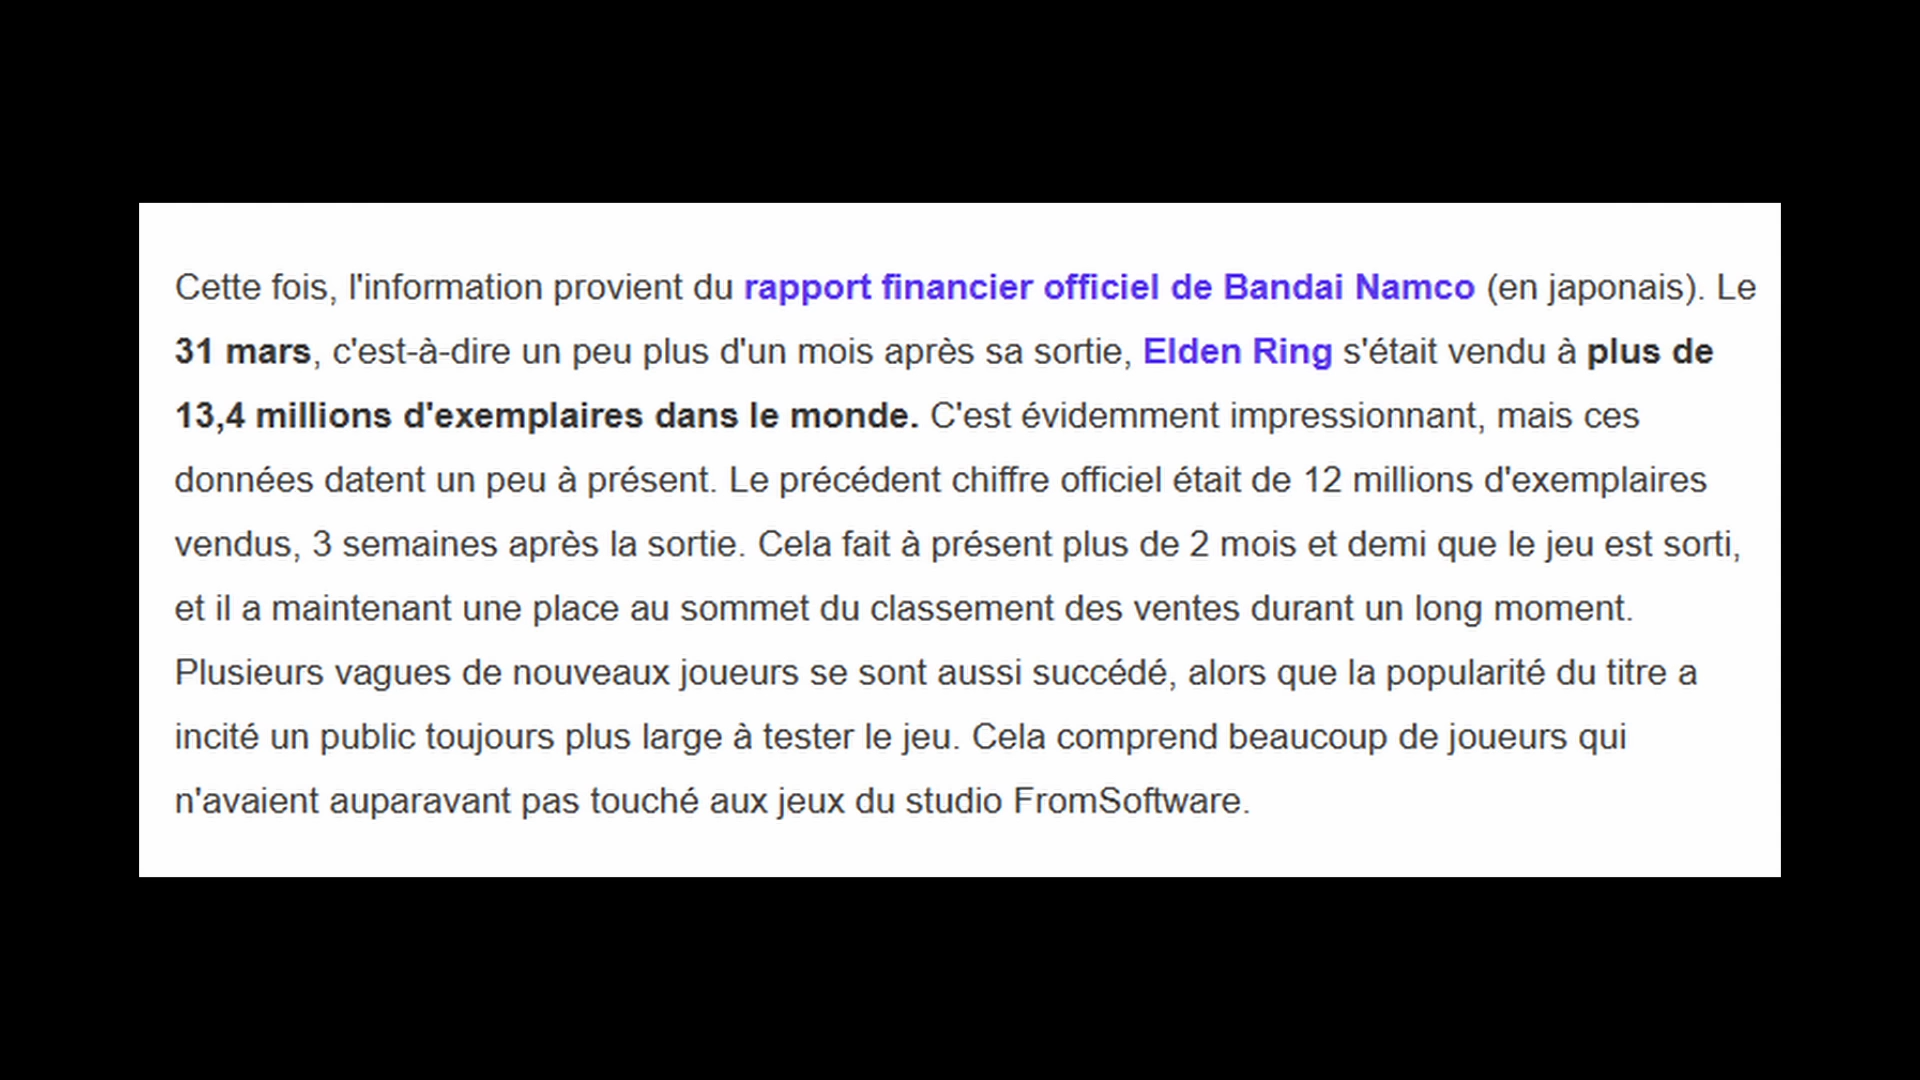 Cette fois, l'information provient du rapport financier officiel de Bandai Namco (en japonais). Le
31 mars, c'est-à-dire un peu plus d'un mois après sa sortie, Elden Ring s'était vendu à plus de
13,4 millions d'exemplaires dans le monde. C'est évidemment impressionnant, mais ces
données datent un peu à présent. Le précédent chiffre officiel était de 12 millions d'exemplaires
vendus, 3 semaines après la sortie. Cela fait à présent plus de 2 mois et demi que le jeu est sorti,
et il a maintenant une place au sommet du classement des ventes durant un long moment.
Plusieurs vagues de nouveaux joueurs se sont aussi succédé, alors que la popularité du titre a
incité un public toujours plus large à tester le jeu. Cela comprend beaucoup de joueurs qui
n'avaient auparavant pas touché aux jeux du studio FromSoftware.